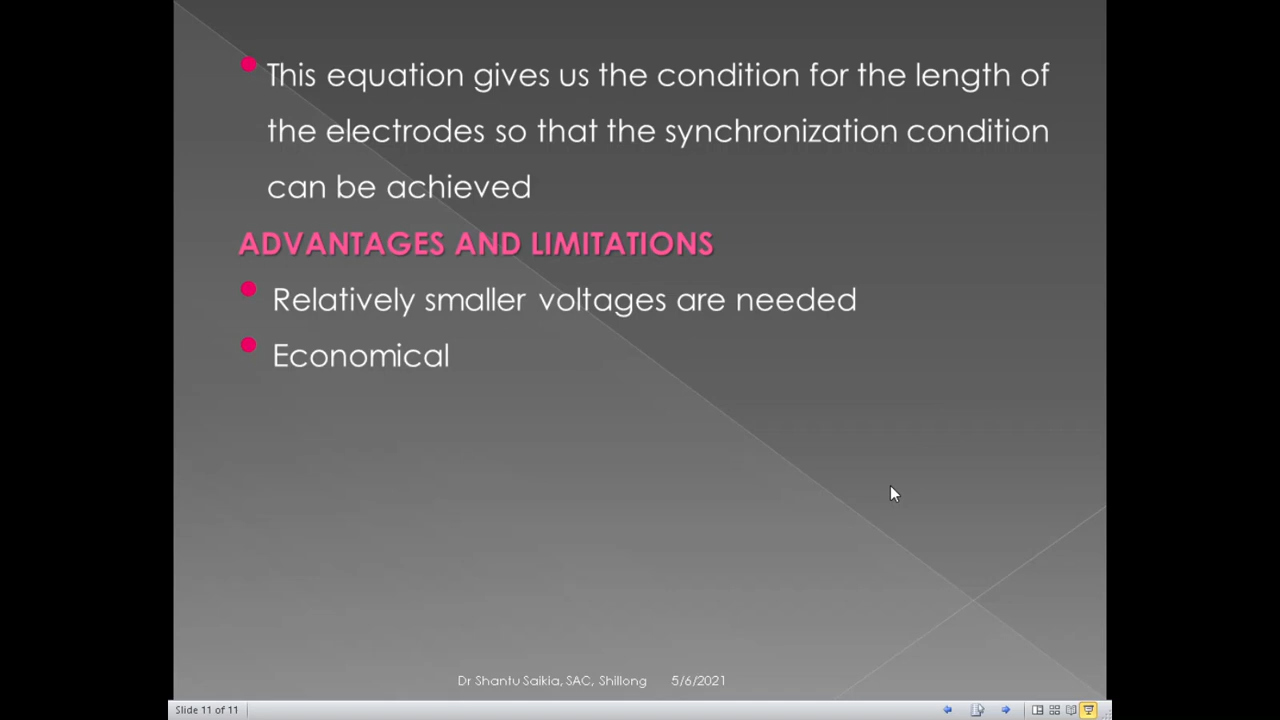 This equation gives us the condition for the length of
the electrodes so that the synchronization condition
can be achieved
ADVANTAGES AND LIMITATIONS
Relatively smaller voltages are needed
Economical
Dr Shantu Saikia, SAC, Shillong 5/6/2021
Slide 11 of 11